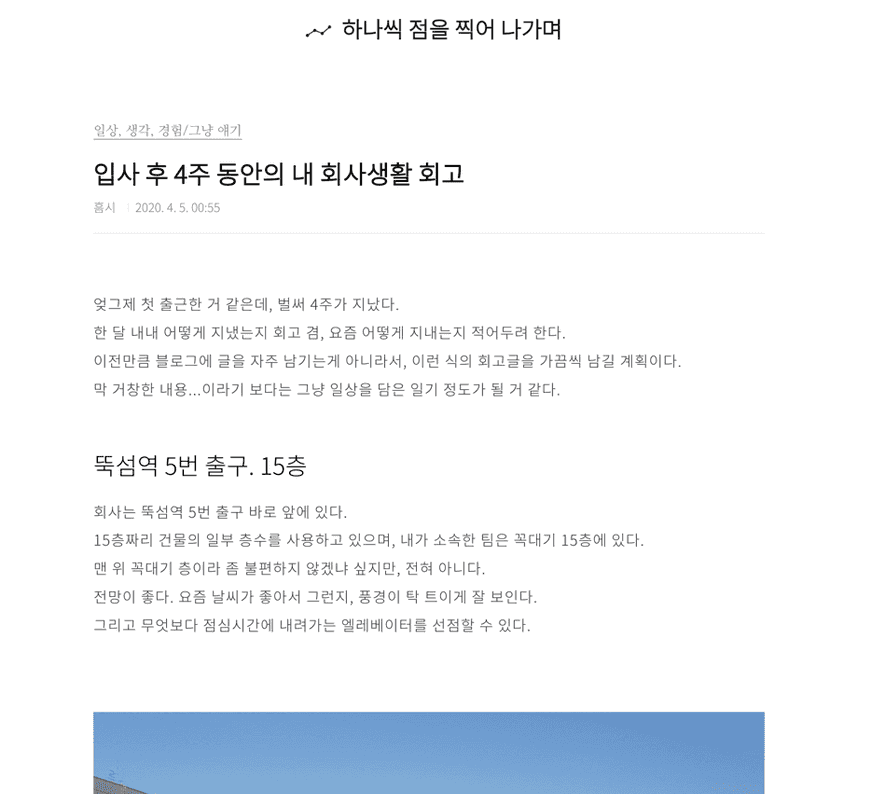 하나씩 점을 찍어 나가며
일상, 생각, 경험/그냥 얘기
입사 후 4주 동안의 내 회사생활 회고
흠시 2020. 4. 5. 00:55
엊그제 첫 출근한 거 같은데, 벌써 4주가 지났다.
한 달 내내 어떻게 지냈는지 회고 겸, 요즘 어떻게 지내는지 적어두려 한다.
이전만큼 블로그에 글을 자주 남기는게 아니라서, 이런 식의 회고글을 가끔씩 남길 계획이다.
막 거창한 내용...이라기 보다는 그냥 일상을 담은 일기 정도가 될 거 같다.
뚝섬역 5번 출구. 15층
회사는 뚝섬역 5번 출구 바로 앞에 있다.
15층짜리 건물의 일부 층수를 사용하고 있으며, 내가 소속한 팀은 꼭대기 15층에 있다.
맨 위 꼭대기 층이라 좀 불편하지 않겠냐 싶지만, 전혀 아니다.
전망이 좋다. 요즘 날씨가 좋아서 그런지, 풍경이 탁 트이게 잘 보인다.
그리고 무엇보다 점심시간에 내려가는 엘레베이터를 선점할 수 있다.